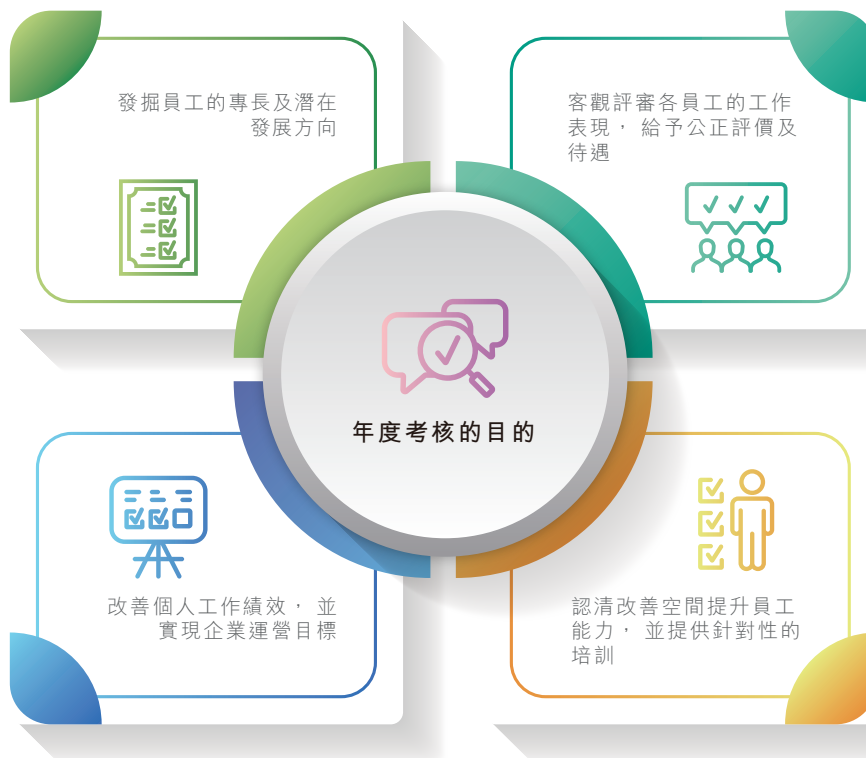 發掘員工的專長及潛在
發展方向
客觀評審各員工的工作
表現，給予公正評價及
待遇
年度考核的目的
改善個人工作績效，並
實現企業運營目標
認清改善空間提升員工
能力，並提供針對性的
培訓